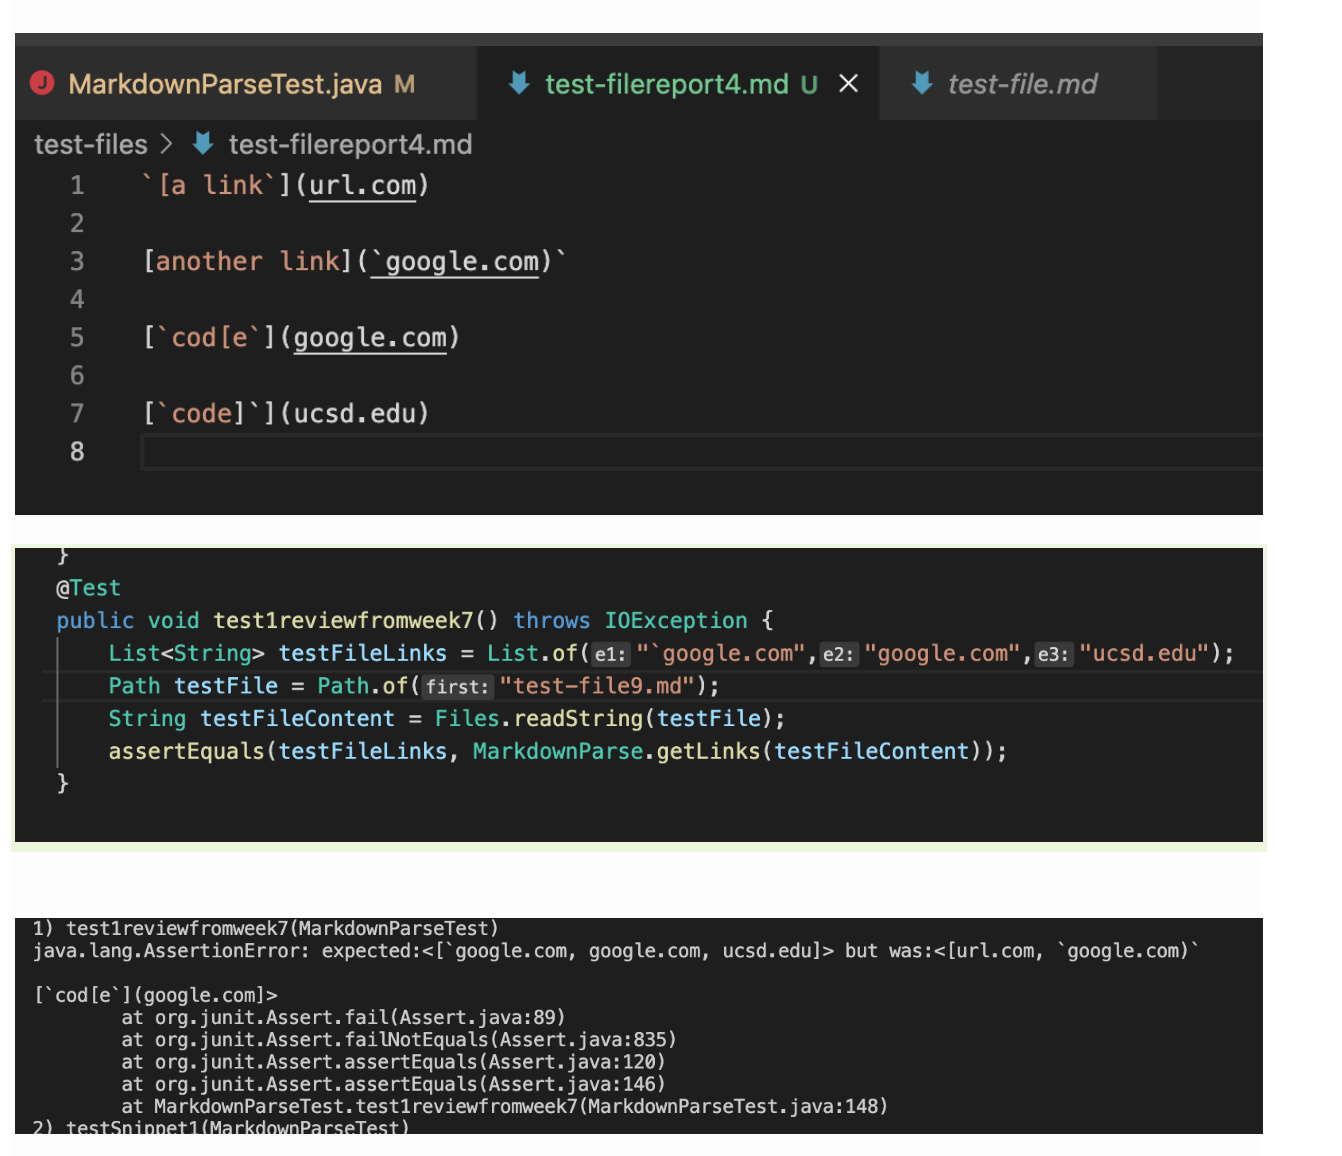 J MarkdownParseTest.java M test-filereport4.md U × test-file.md
test-files > test-filereport4.md
1 `[a link`](url.com)
2
3 [another link](`google.com)`
4
5 [`cod[e`](google.com)
6
7 [`code]`](ucsd.edu)
8
}
@Test
public void test1reviewfromweek7() throws IOException {
List<String> testFileLinks = List.of(e1: "`google.com",e2: "google.com",e3: "ucsd.edu");
Path testFile = Path.of(first: "test-file9.md");
String testFileContent = Files.readString(testFile);
assertEquals(testFileLinks, MarkdownParse.getLinks(testFileContent));
}
1) test1reviewfromweek7(MarkdownParseTest)
java.lang.AssertionError: expected:<[`google.com, google.com, ucsd.edu]> but was:<[url.com, `google.com)`
[`cod[e`](google.com]>
at org.junit.Assert.fail(Assert.java:89)
at org.junit.Assert.failNotEquals(Assert.java:835)
at org.junit.Assert.assertEquals(Assert.java:120)
at org.junit.Assert.assertEquals(Assert.java:146)
at MarkdownParseTest.test1reviewfromweek7(MarkdownParseTest.java:148)
2) testSnippet1(MarkdownParseTest)